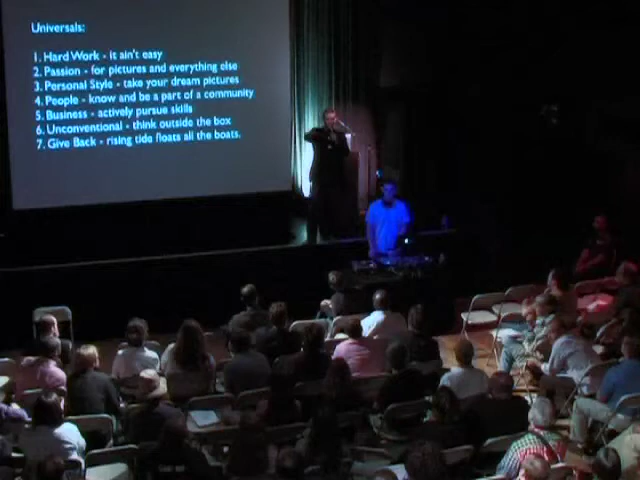 Universals:
1. Hard Work - it ain't easy
2. Passion - for pictures and everything else
3. Personal Style - take your dream pictures
4. People - know and be a part of a community
5. Business - actively pursue skills
6. Unconventional - think outside the box
7. Give Back - rising tide floats all the boats.